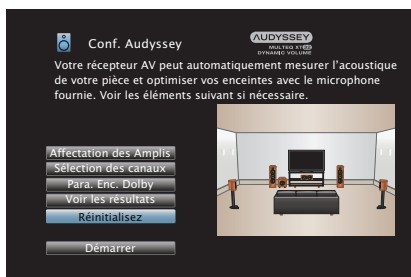 Conf. Audyssey
AUDYSSEY
MULTEQ XT32
DYNAMIC VOLUME
Votre récepteur AV peut automatiquement mesurer l'acoustique
de votre pièce et optimiser vos enceintes avec le microphone
fournie. Voir les éléments suivant si nécessaire.
Affectation des Amplis
Sélection des canaux
Para. Enc. Dolby
Voir les résultats
Réinitialisez
Démarrer